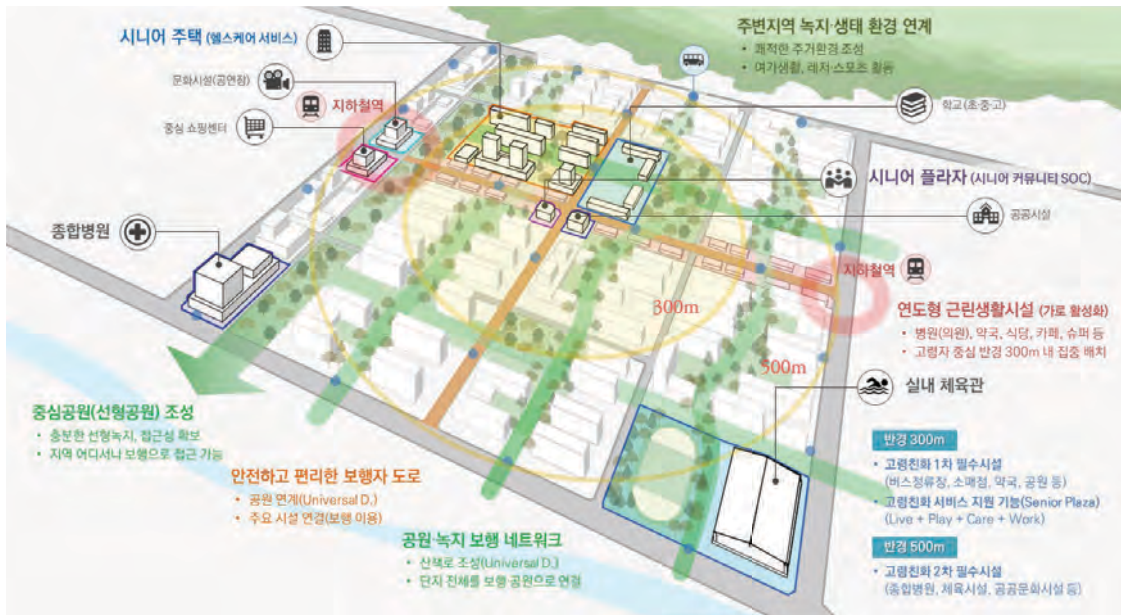 시니어 주택 (헬스케어 서비스)
문화시설(공연장)
지하철역
중심 쇼핑센터
종합병원
주변지역 녹지·생태 환경 연계
• 쾌적한 주거환경 조성
• 여가생활, 레저·스포츠 활동
학교 (초·중·고)
시니어 플라자 (시니어 커뮤니티 SOC)
공공시설
지하철역
연도형 근린생활시설 (가로 활성화)
• 병원(의원), 약국, 식당, 카페, 슈퍼 등
• 고령자 중심 반경 300m 내 집중 배치
300m
500m
실내 체육관
중심공원(선형공원) 조성
• 충분한 선형녹지, 접근성 확보
• 지역 어디서나 보행으로 접근 가능
안전하고 편리한 보행자 도로
• 공원 연계(Universal D.)
• 주요 시설 연결(보행 이용)
공원·녹지 보행 네트워크
• 산책로 조성(Universal D.)
• 단지 전체를 보행·공원으로 연결
반경 300m
• 고령친화 1차 필수시설
(버스정류장, 소매점, 약국, 공원 등)
• 고령친화 서비스 지원 기능(Senior Plaza)
(Live + Play + Care + Work)
반경 500m
• 고령친화 2차 필수시설
(종합병원, 체육시설, 공공문화시설 등)